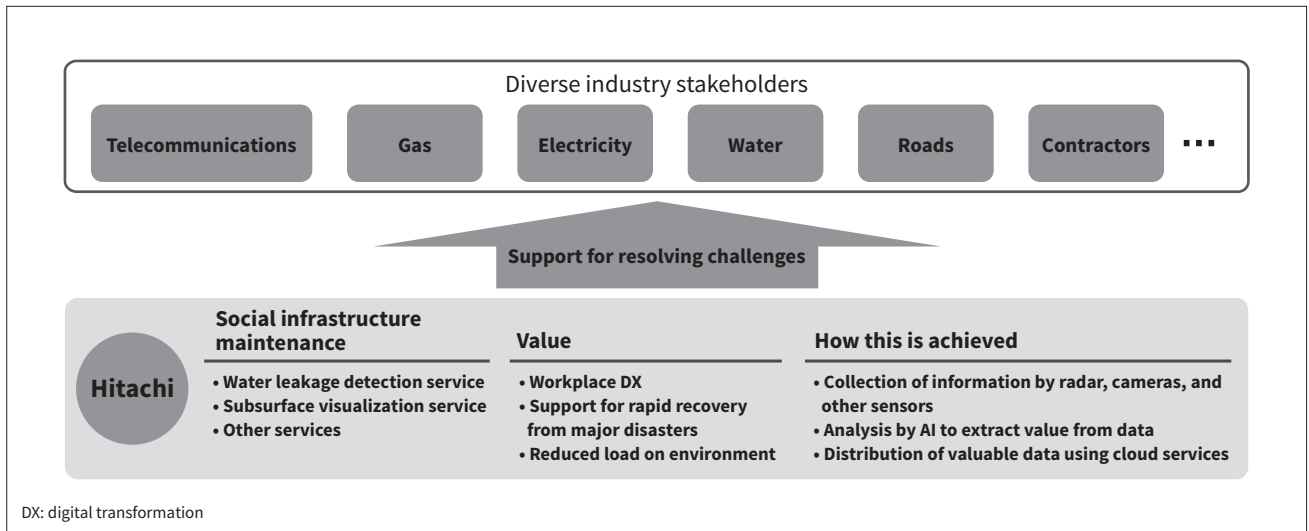 Diverse industry stakeholders
Telecommunications
Gas
Electricity
Water
Roads
Contractors
...
Support for resolving challenges
Hitachi
Social infrastructure
maintenance
• Water leakage detection service
• Subsurface visualization service
• Other services
Value
• Workplace DX
• Support for rapid recovery
from major disasters
• Reduced load on environment
How this is achieved
• Collection of information by radar, cameras, and
other sensors
• Analysis by AI to extract value from data
• Distribution of valuable data using cloud services
DX: digital transformation